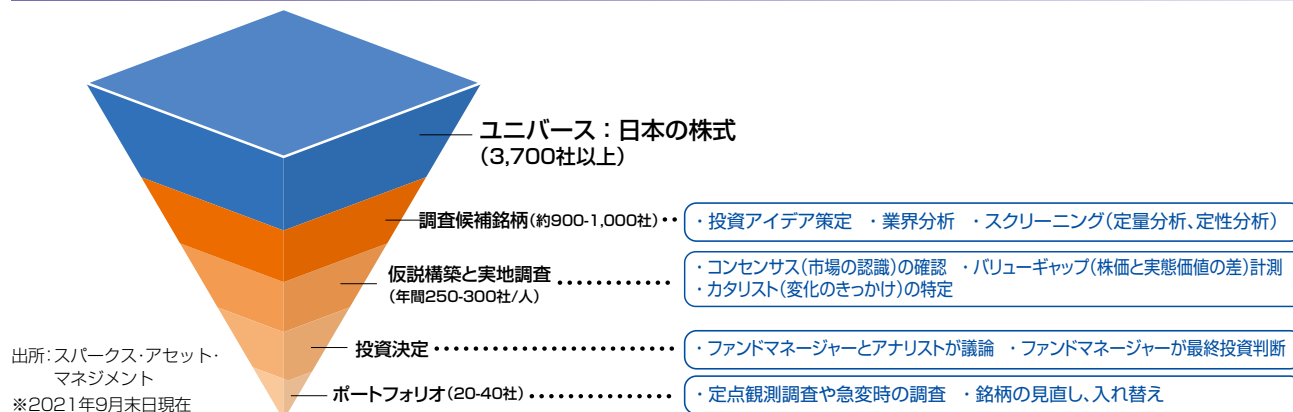 ユニバース:日本の株式
(3,700社以上)
調査候補銘柄(約900-1,000社)・・ ・投資アイデア策定 ・業界分析 ・スクリーニング(定量分析、定性分析)
仮説構築と実地調査
(年間250-300社/人)
・コンセンサス(市場の認識)の確認 ・バリューギャップ(株価と実態価値の差)計測
・カタリスト(変化のきっかけ)の特定
投資決定 ・ファンドマネージャーとアナリストが議論 ・ファンドマネージャーが最終投資判断
ポートフォリオ(20-40社) ・定点観測調査や急変時の調査 ・銘柄の見直し、入れ替え
出所:スパークス・アセット・
マネジメント
※2021年9月末日現在